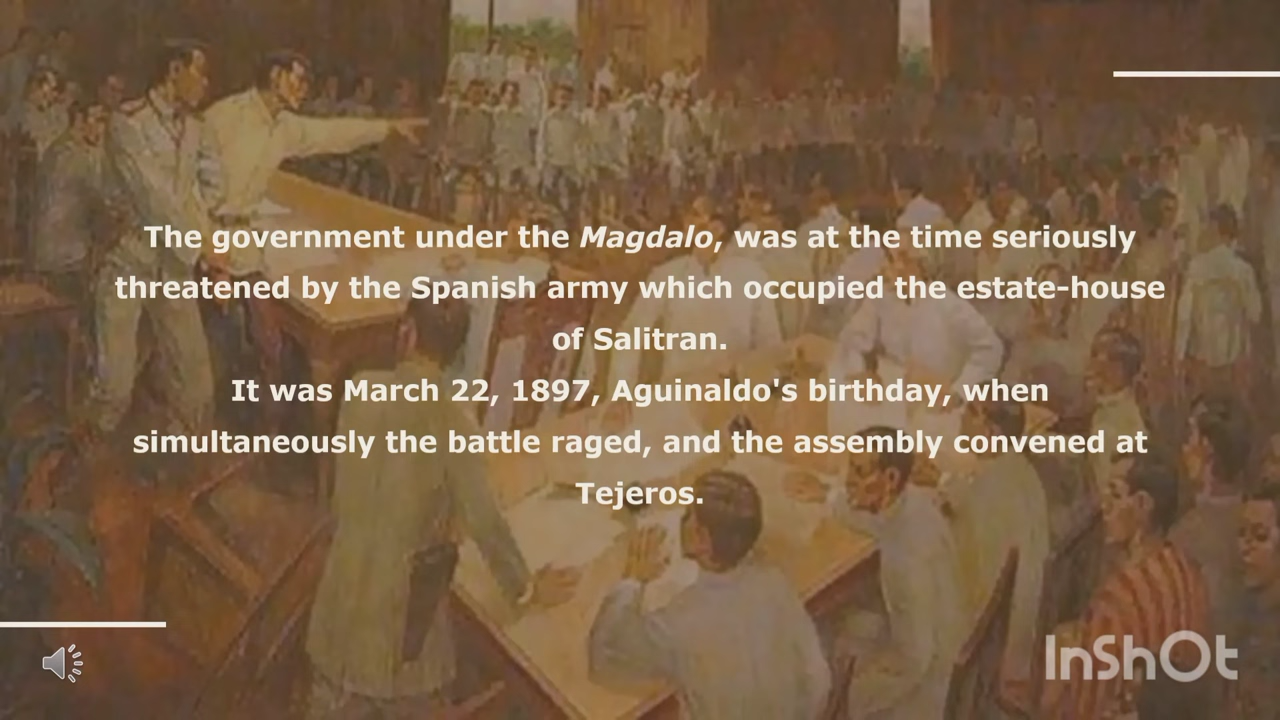 The government under the Magdalo, was at the time seriously
threatened by the Spanish army which occupied the estate-house
of Salitran.
It was March 22, 1897, Aguinaldo's birthday, when
simultaneously the battle raged, and the assembly convened at
Tejeros.
InShOt